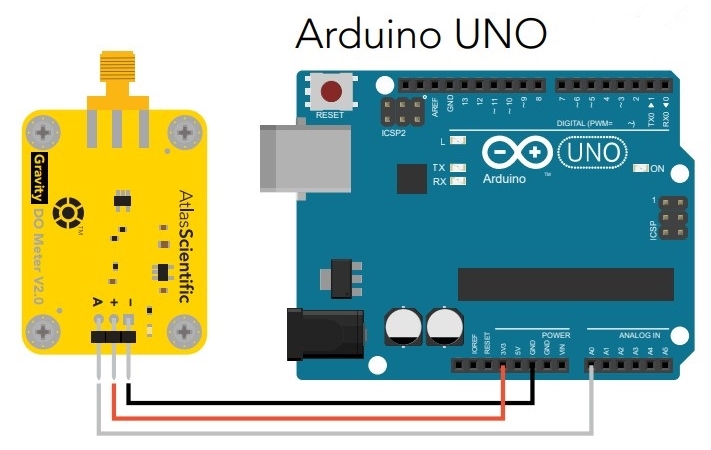 Arduino UNO
RESET
ICSP2
AREF
GND
13
12
~11
~10
~9
8
7
~6
~5
4
~3
2
TX0 ▶1
RX0 ◀0
DIGITAL (PWM= ~)
L
TX
RX
Arduino
TM
UNO
ON
1
ICSP
POWER
ANALOG IN
IOREF
RESET
3V3
5V
GND
GND
VIN
A0
A1
A2
A3
A4
A5
Gravity
DO Meter V2.0
TM
AtlasScientific
A + −